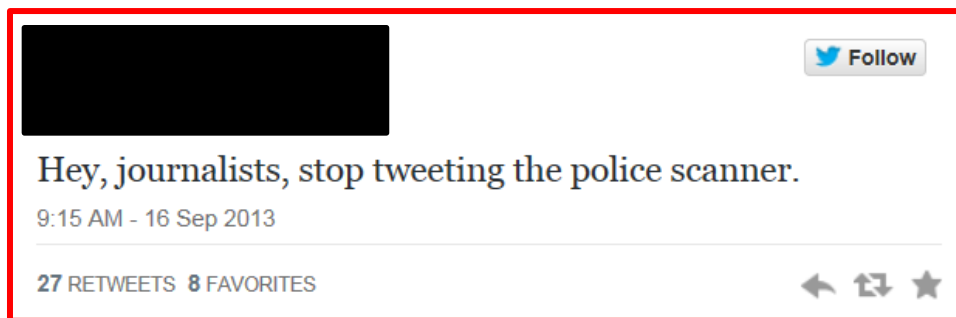 Follow
Hey, journalists, stop tweeting the police scanner.
9:15 AM - 16 Sep 2013
27 RETWEETS 8 FAVORITES